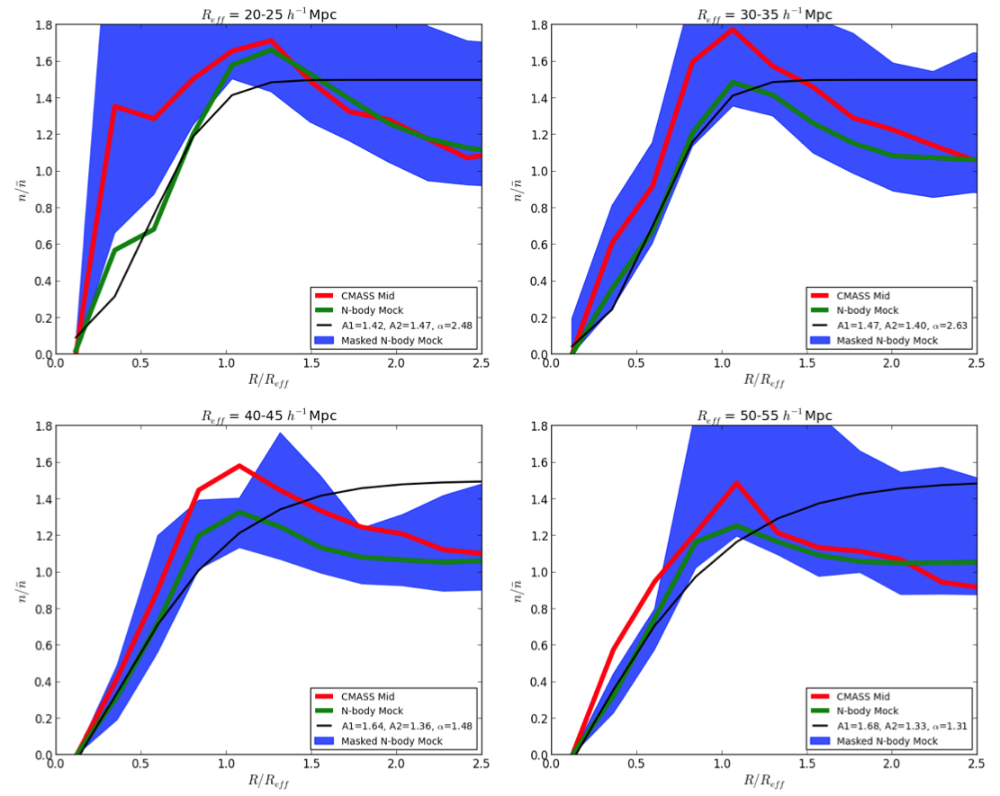 R_eff = 20-25 h⁻¹Mpc
1.8
1.6
1.4
1.2
1.0
0.8
0.6
0.4
0.2
0.0
n/n̄
CMASS Mid
N-body Mock
A1=1.42, A2=1.47, α=2.48
Masked N-body Mock
0.0 0.5 1.0 1.5 2.0 2.5
R/R_eff
R_eff = 30-35 h⁻¹Mpc
1.8
1.6
1.4
1.2
1.0
0.8
0.6
0.4
0.2
0.0
n/n̄
CMASS Mid
N-body Mock
A1=1.47, A2=1.40, α=2.63
Masked N-body Mock
0.0 0.5 1.0 1.5 2.0 2.5
R/R_eff
R_eff = 40-45 h⁻¹Mpc
1.8
1.6
1.4
1.2
1.0
0.8
0.6
0.4
0.2
0.0
n/n̄
CMASS Mid
N-body Mock
A1=1.64, A2=1.36, α=1.48
Masked N-body Mock
0.0 0.5 1.0 1.5 2.0 2.5
R/R_eff
R_eff = 50-55 h⁻¹Mpc
1.8
1.6
1.4
1.2
1.0
0.8
0.6
0.4
0.2
0.0
n/n̄
CMASS Mid
N-body Mock
A1=1.68, A2=1.33, α=1.31
Masked N-body Mock
0.0 0.5 1.0 1.5 2.0 2.5
R/R_eff